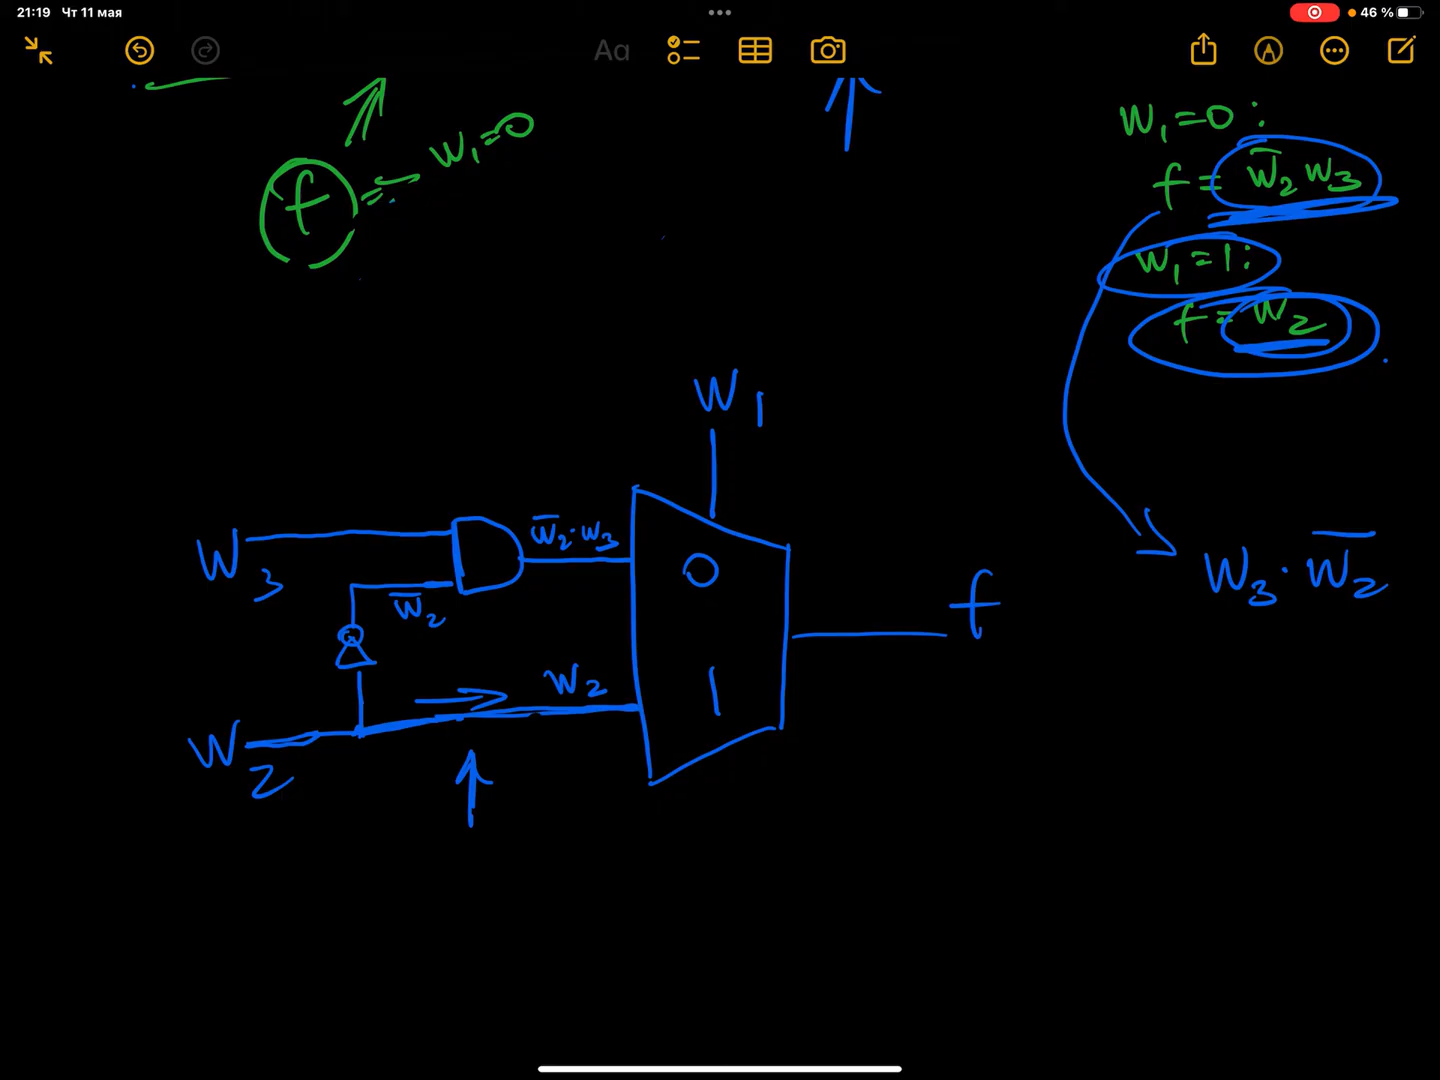 21:19 Чт 11 мая
46 %
Aa
w₁=0
f =
w₁=0 :
f = w̅₂ w₃
w₁=1:
f = w₂
W₁
W₃
w̅₂·w₃
0
w̅₂
f
W₃·W̅₂
w₂
1
W₂